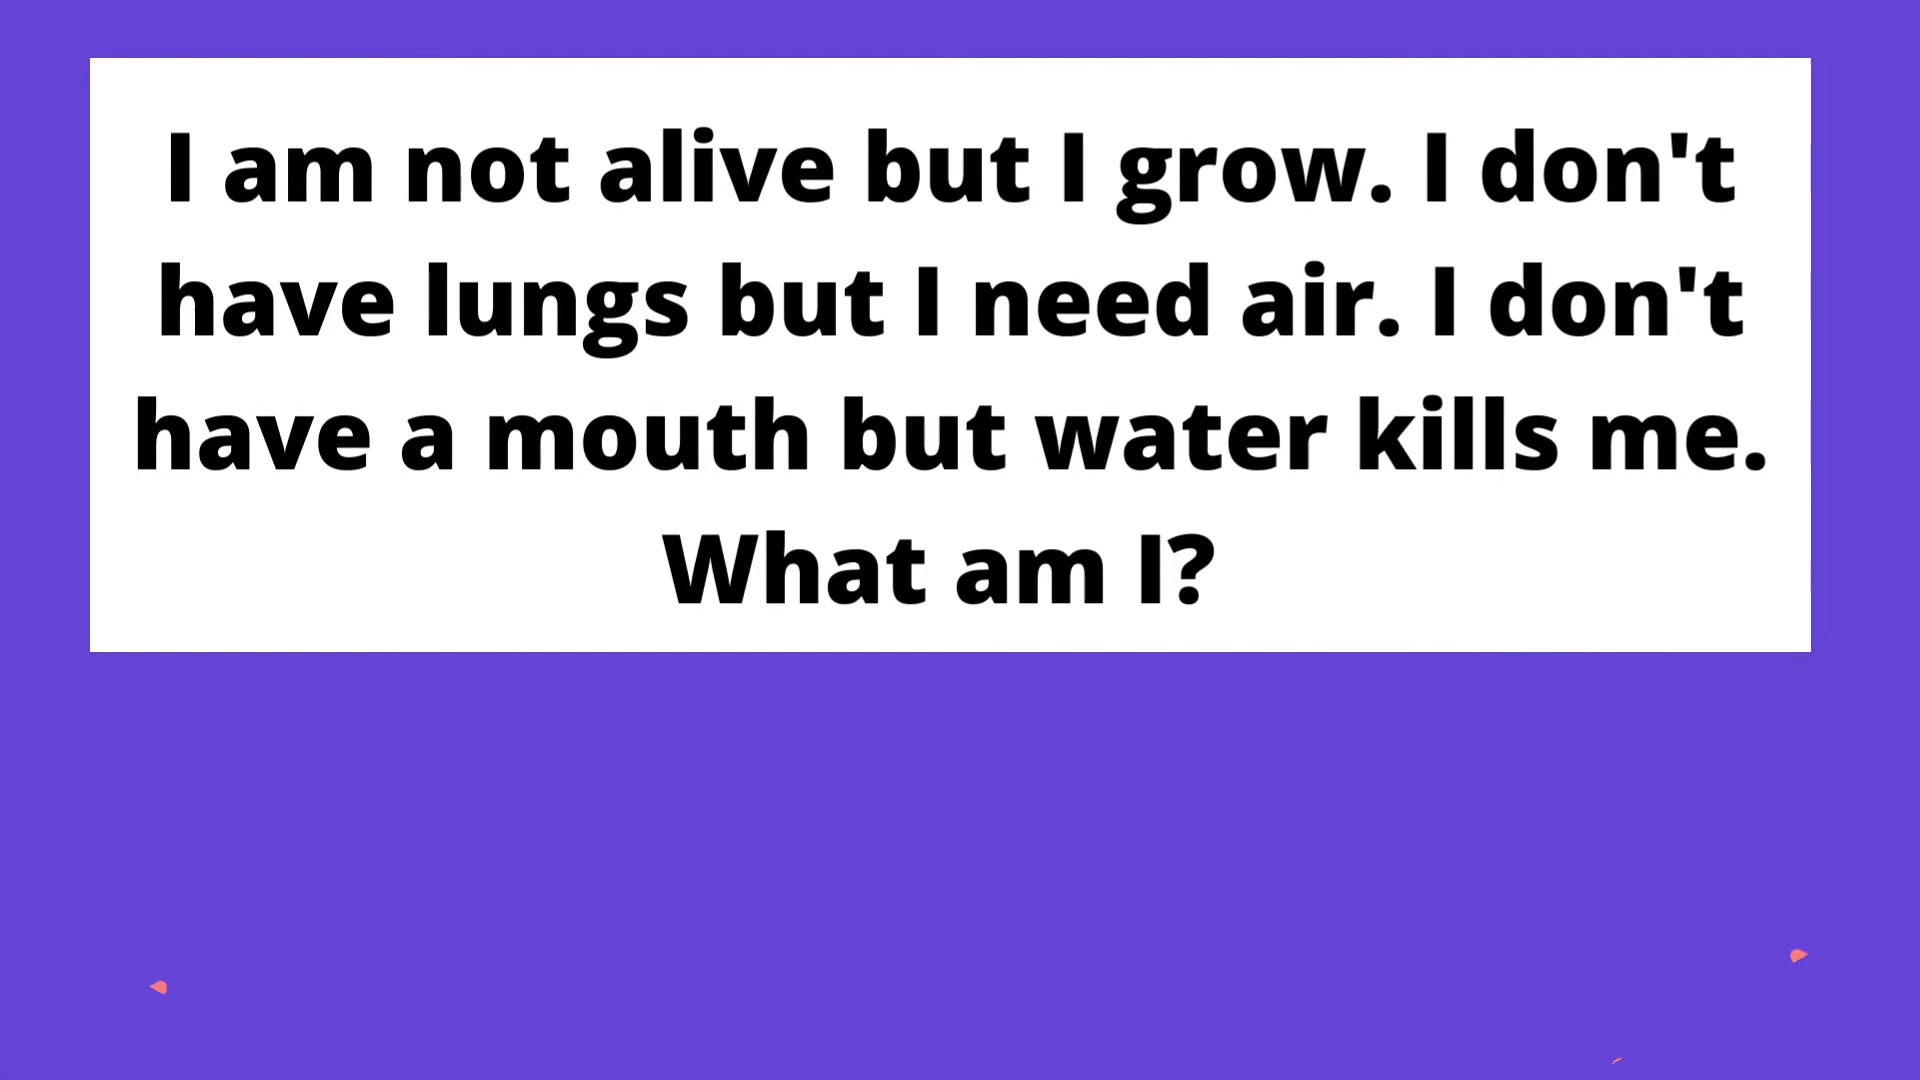 I am not alive but I grow. I don't
have lungs but I need air. I don't
have a mouth but water kills me.
What am I?